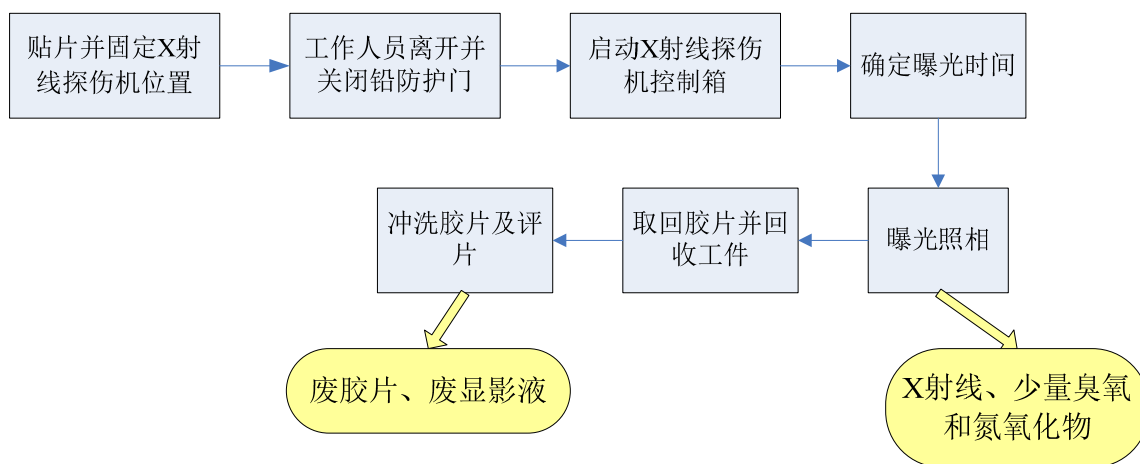 贴片并固定X射
线探伤机位置
工作人员离开并
关闭铅防护门
启动X射线探伤
机控制箱
确定曝光时间
曝光照相
取回胶片并回
收工件
冲洗胶片及评
片
废胶片、废显影液
X射线、少量臭氧
和氮氧化物